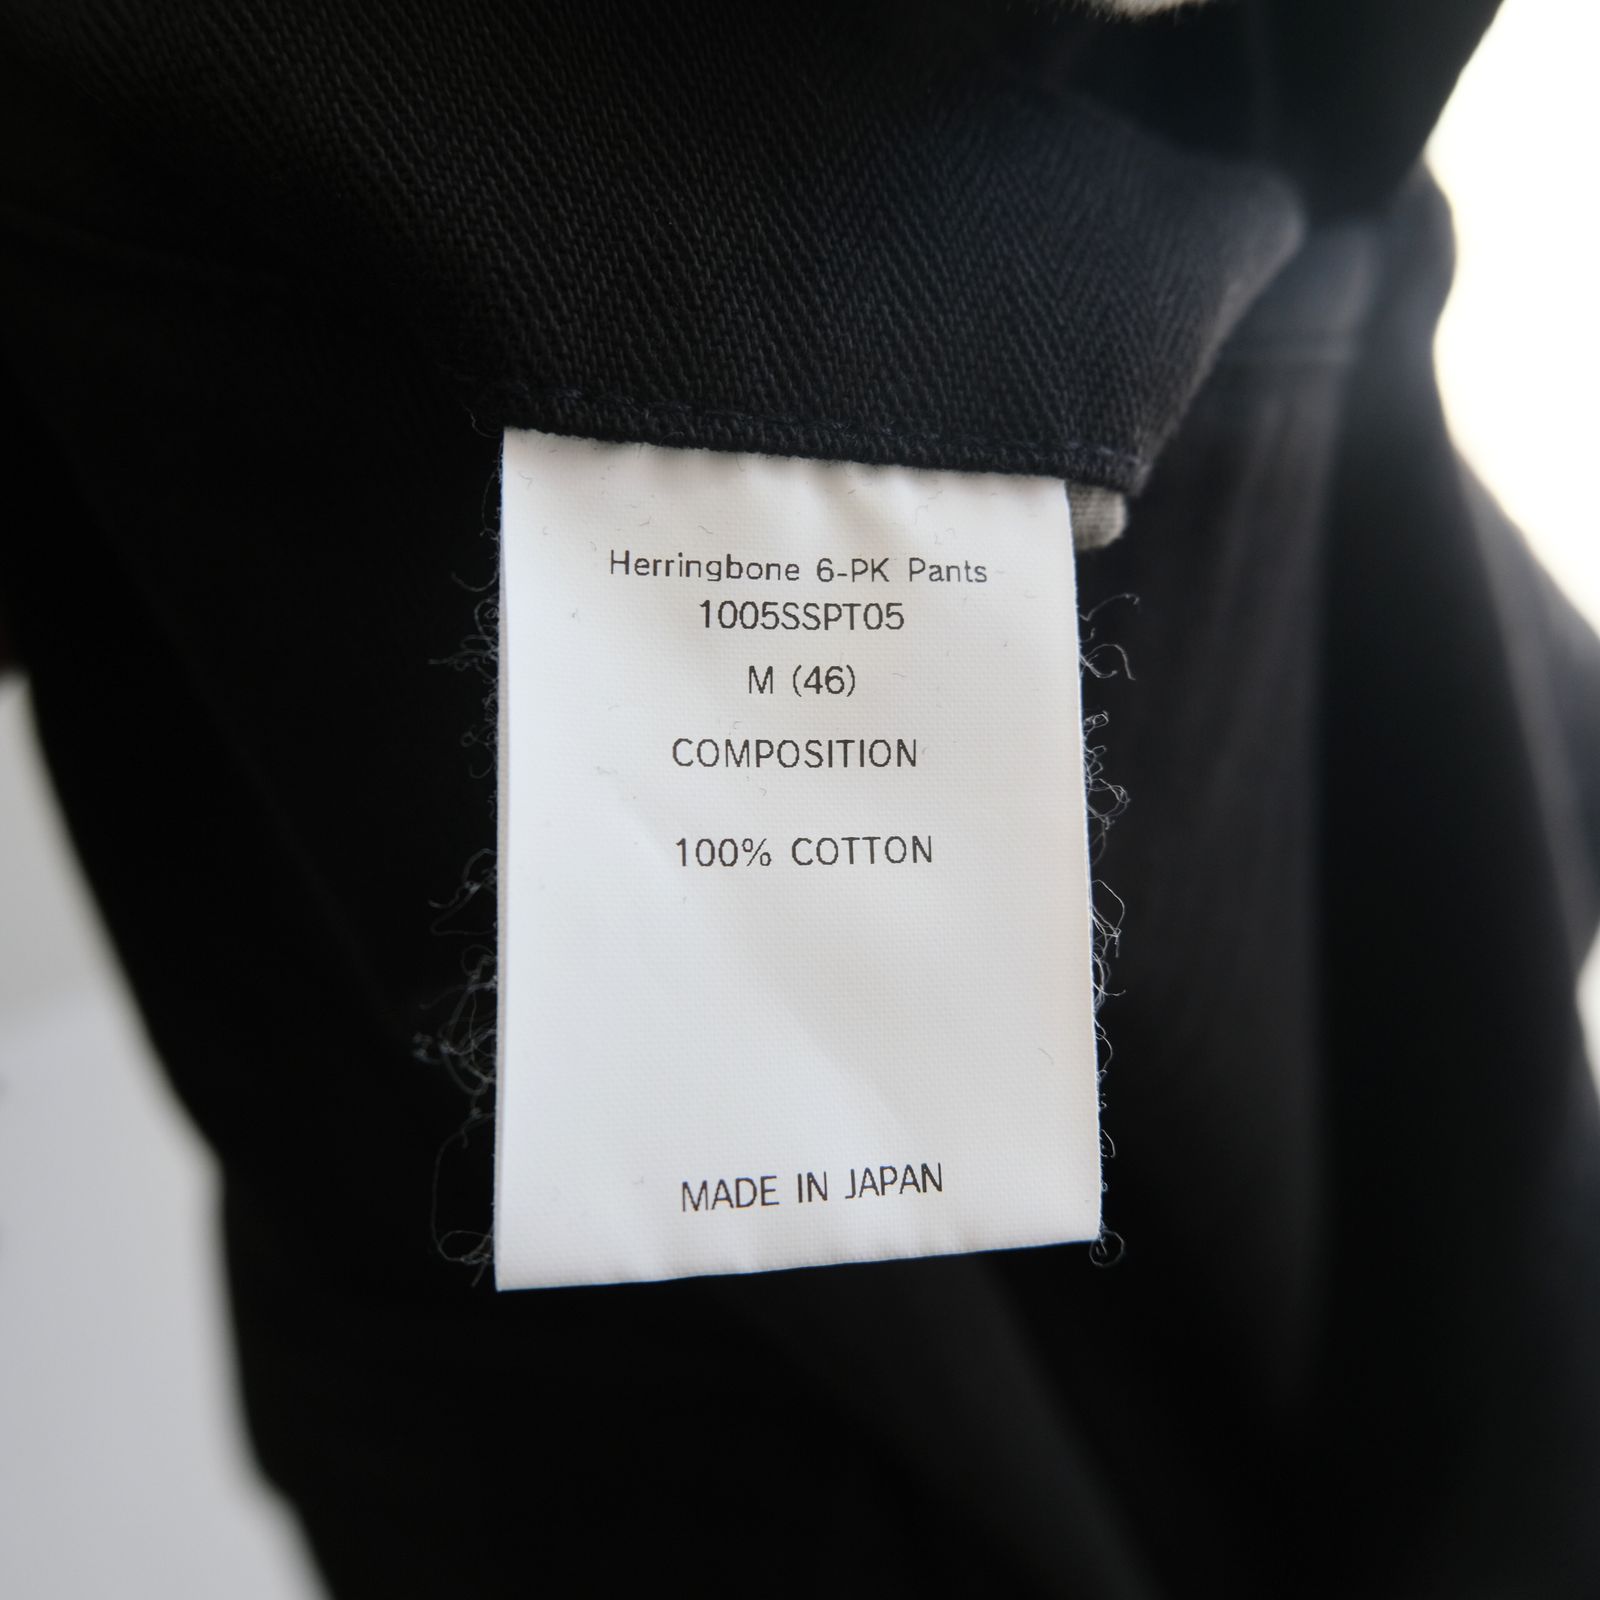 Herringbone 6-PK Pants
1005SSPT05
M (46)
COMPOSITION
100% COTTON
MADE IN JAPAN